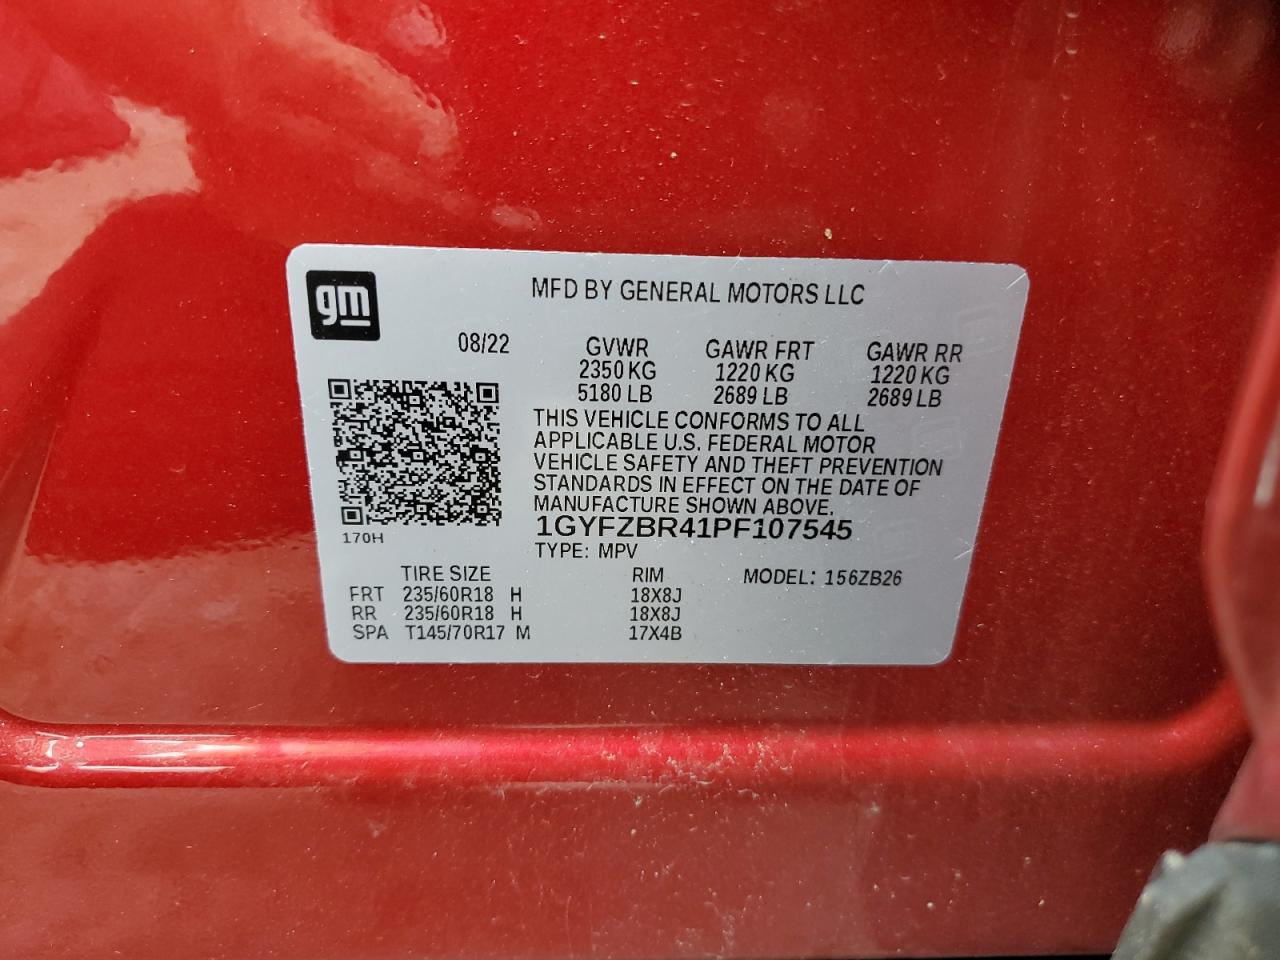 gm
MFD BY GENERAL MOTORS LLC
08/22 GVWR GAWR FRT GAWR RR
2350 KG 1220 KG 1220 KG
5180 LB 2689 LB 2689 LB
THIS VEHICLE CONFORMS TO ALL
APPLICABLE U.S. FEDERAL MOTOR
VEHICLE SAFETY AND THEFT PREVENTION
STANDARDS IN EFFECT ON THE DATE OF
MANUFACTURE SHOWN ABOVE.
1GYFZBR41PF107545
170H
TYPE: MPV
TIRE SIZE RIM MODEL: 156ZB26
FRT 235/60R18 H 18X8J
RR 235/60R18 H 18X8J
SPA T145/70R17 M 17X4B